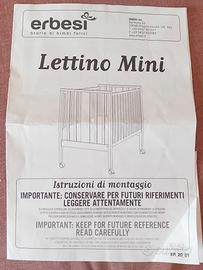 erbesi
Storie di bimbi felici
Lettino Mini
Istruzioni di montaggio
IMPORTANTE: CONSERVARE PER FUTURI RIFERIMENTI
LEGGERE ATTENTAMENTE
IMPORTANT: KEEP FOR FUTURE REFERENCE
READ CAREFULLY